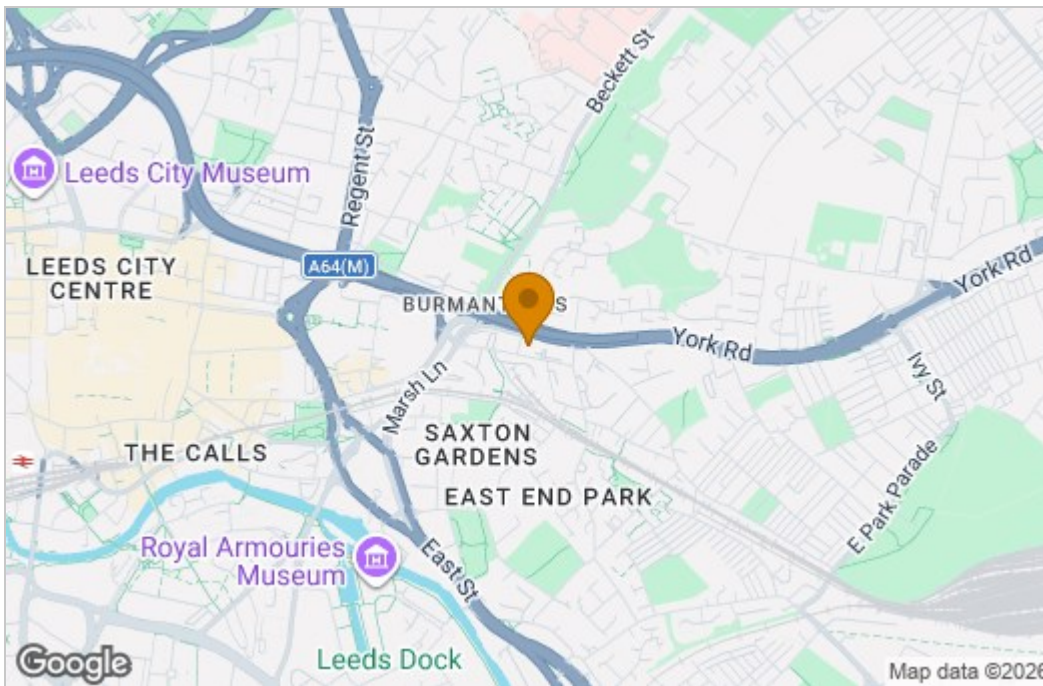 Beckett St
Leeds City Museum
Regent St
LEEDS CITY
CENTRE
A64(M)
York Rd
York Rd
Ivy St
Marsh Ln
SAXTON
GARDENS
THE CALLS
EAST END PARK
E Park Parade
Royal Armouries
Museum
East St
Leeds Dock
Google
Map data ©2026